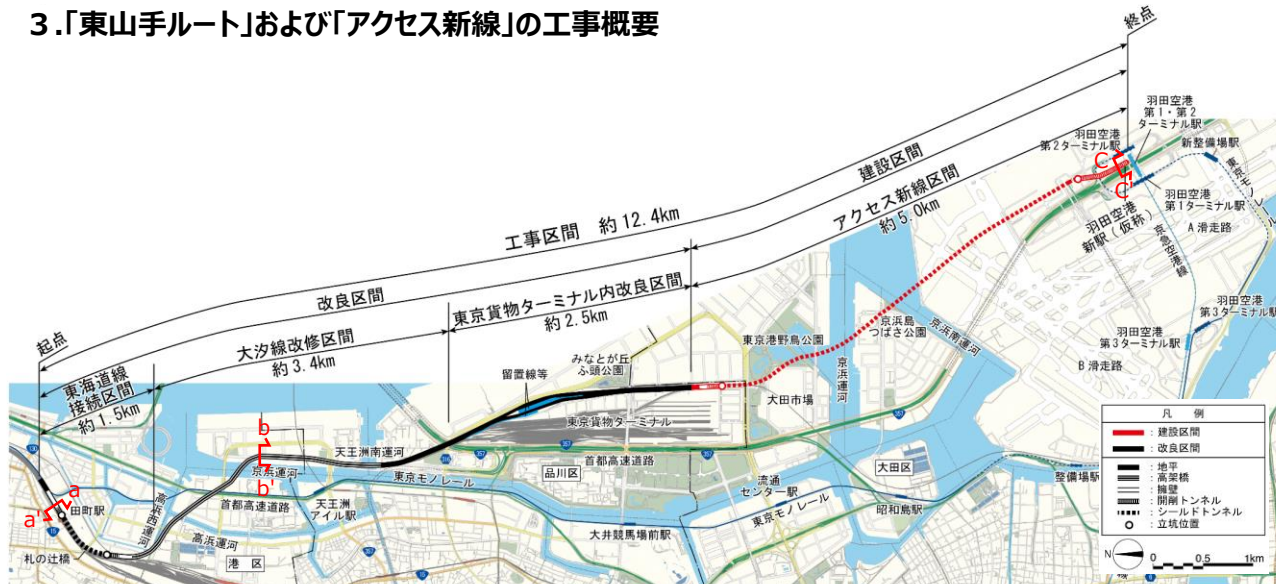 3.「東山手ルート」および「アクセス新線」の工事概要
終点
建設区間
アクセス新線区間
約5.0km
工事区間 約12.4km
改良区間
東京貨物ターミナル内改良区間
約2.5km
大汐線改修区間
約3.4km
起点
東海道線
接続区間
約1.5km
羽田空港
第1・第2
ターミナル駅
羽田空港
第2ターミナル駅
新整備場駅
東京モノレール
C
C'
羽田空港
第1ターミナル駅
羽田空港
新駅(仮称)
A滑走路
京急空港線
羽田空港
第3ターミナル駅
羽田空港
第3ターミナル駅
B滑走路
京浜南運河
京浜島
つばさ公園
京浜運河
東京港野鳥公園
大田市場
みなとが丘
ふ頭公園
留置線等
東京貨物ターミナル
357
357
357
357
357
316
130
15
15
首都高速道路
品川区
大田区
流通
センター駅
東京モノレール
昭和島駅
整備場駅
大井競馬場前駅
天王洲南運河
東京モノレール
b
京浜運河
b'
首都高速道路
天王洲
アイル駅
高浜西運河
高浜運河
港区
a
a'
田町駅
札の辻橋
凡例
:建設区間
:改良区間
:地平
:高架橋
:擁壁
:開削トンネル
:シールドトンネル
:立坑位置
N
0 0.5 1km